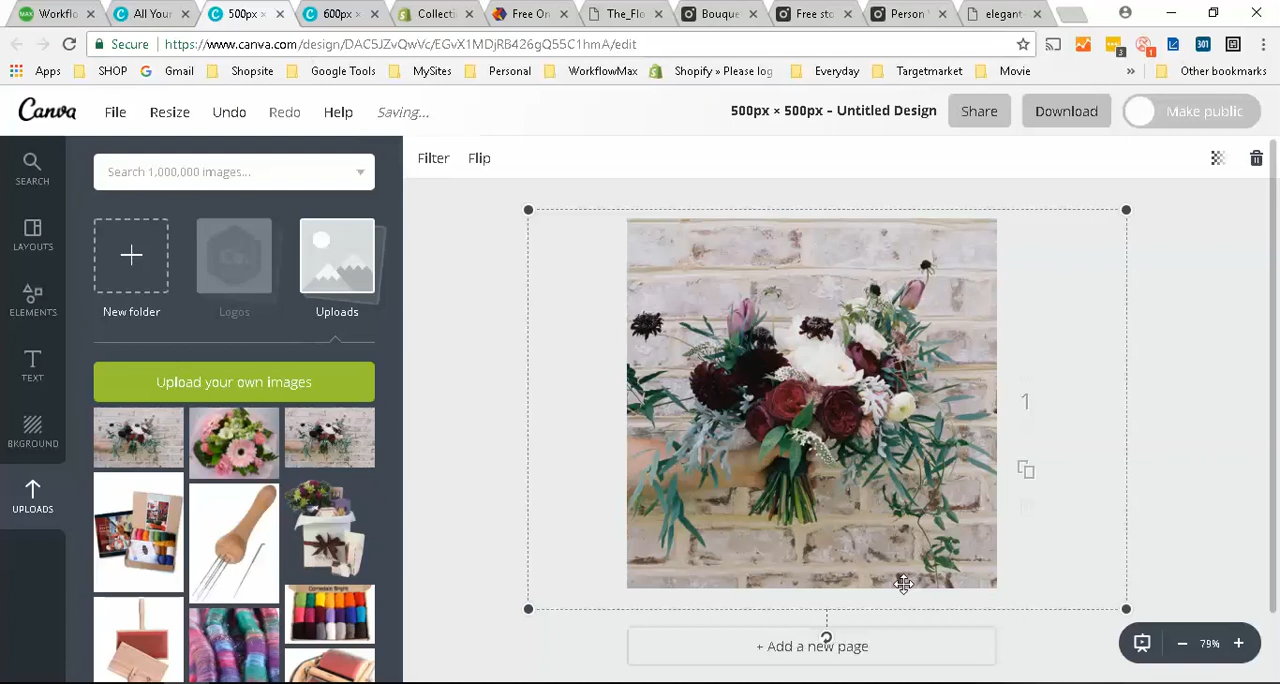 Workflo
All Your
500px ×
600px ×
Collect
Free On
The_Flo
Bouque
Free sto
Person
elegant
Secure
https://www.canva.com/design/DAC5JZvQwVc/EGvX1MDjRB426gQ55C1hmA/edit
3
1
301
Apps
SHOP
Gmail
Shopsite
Google Tools
MySites
Personal
WorkflowMax
Shopify » Please log
Everyday
Targetmarket
Movie
»
Other bookmarks
Canva
File
Resize
Undo
Redo
Help
Saving...
500px × 500px – Untitled Design
Share
Download
Make public
SEARCH
LAYOUTS
ELEMENTS
TEXT
BKGROUND
UPLOADS
Search 1,000,000 images...
New folder
Logos
Uploads
Upload your own images
Filter
Flip
1
+ Add a new page
79%